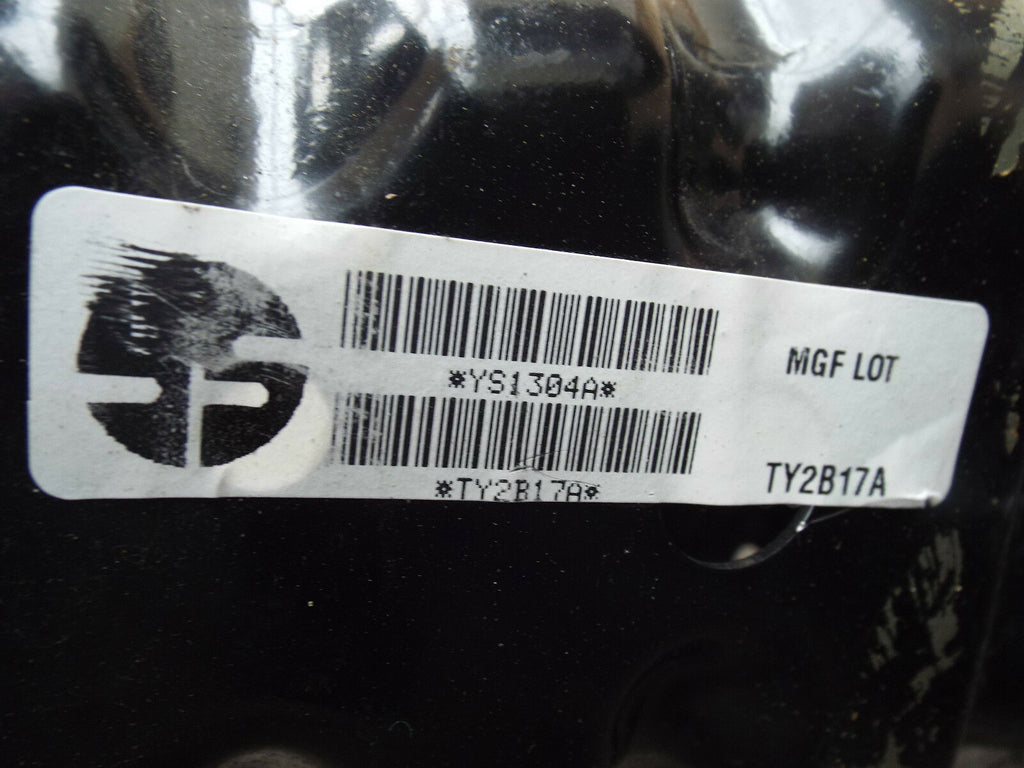 *YS1304A*
MGF LOT
*TY2B17A*
TY2B17A